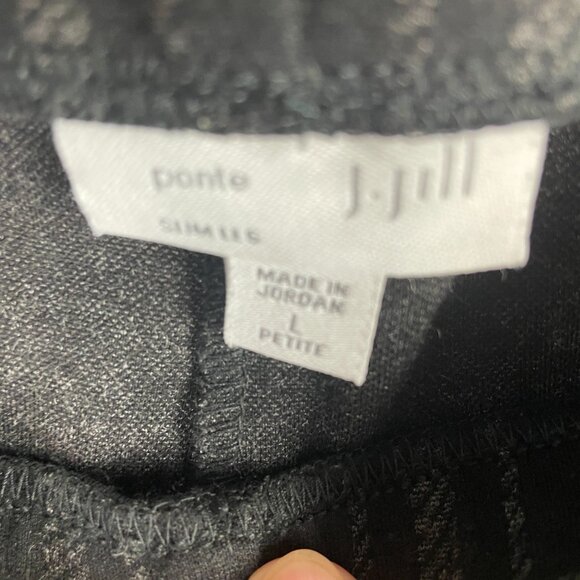 ponte
J.Jill
SLIM LEG
MADE IN
JORDAN
L
PETITE